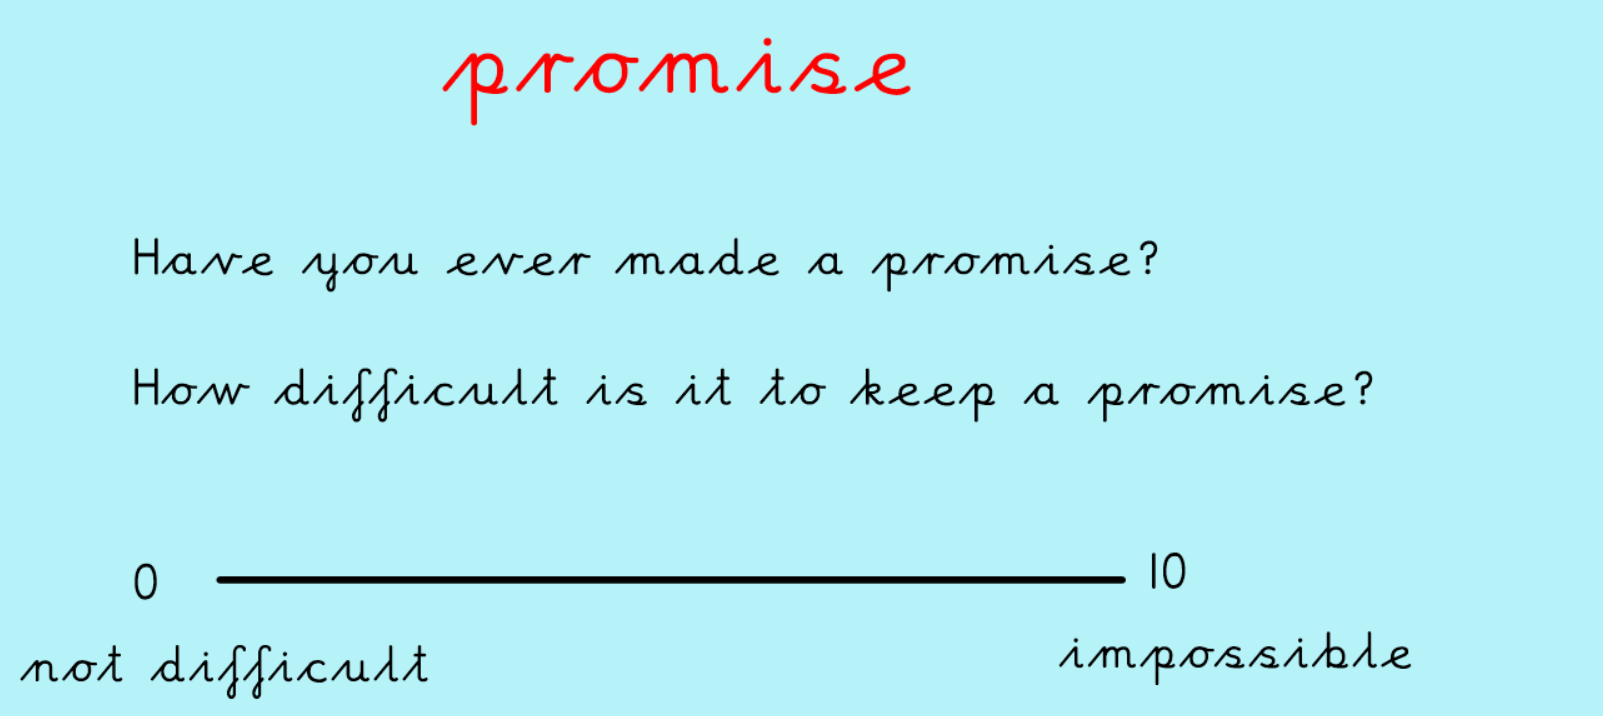 promise
Have you ever made a promise?
How difficult is it to keep a promise?
0 10
not difficult impossible